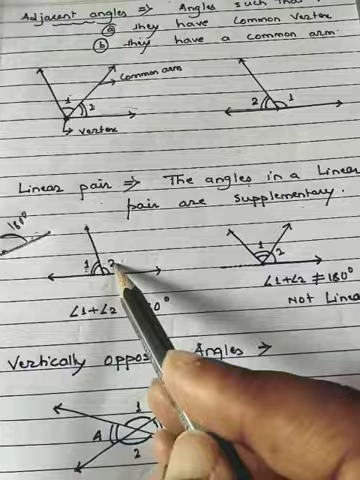 Adjacent angles ⇒ Angles such that
ⓐ They have common vertex
ⓑ They have a common arm.
Common arm
1 2
Vertex
2 1
Linear pair ⇒ The angles in a Linear
pair are supplementary.
180°
1 2
1 2
∠1+∠2 0°
∠1+∠2 ≠ 180°
Not Linear
Vertically Angles ⇒
1
A
2